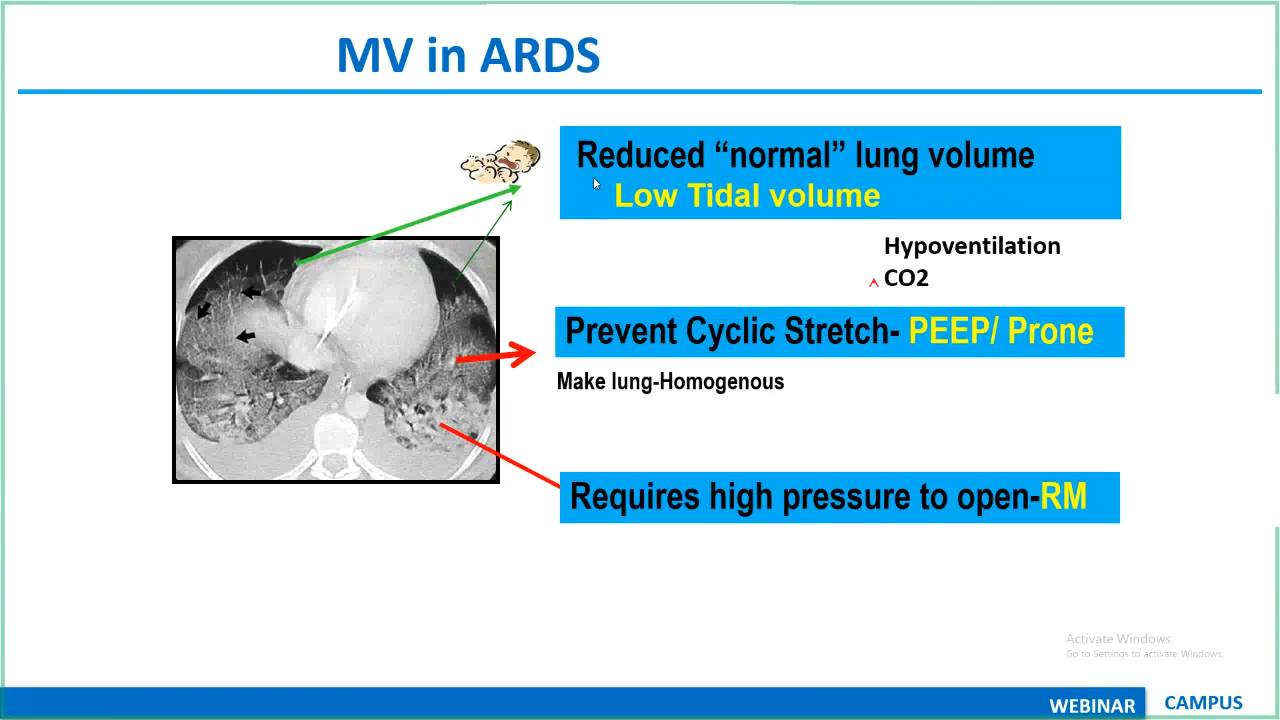 MV in ARDS
Reduced “normal” lung volume
Low Tidal volume
Hypoventilation
^ CO2
Prevent Cyclic Stretch- PEEP/ Prone
Make lung-Homogenous
Requires high pressure to open-RM
Activate Windows
Go to Settings to activate Windows.
WEBINAR CAMPUS